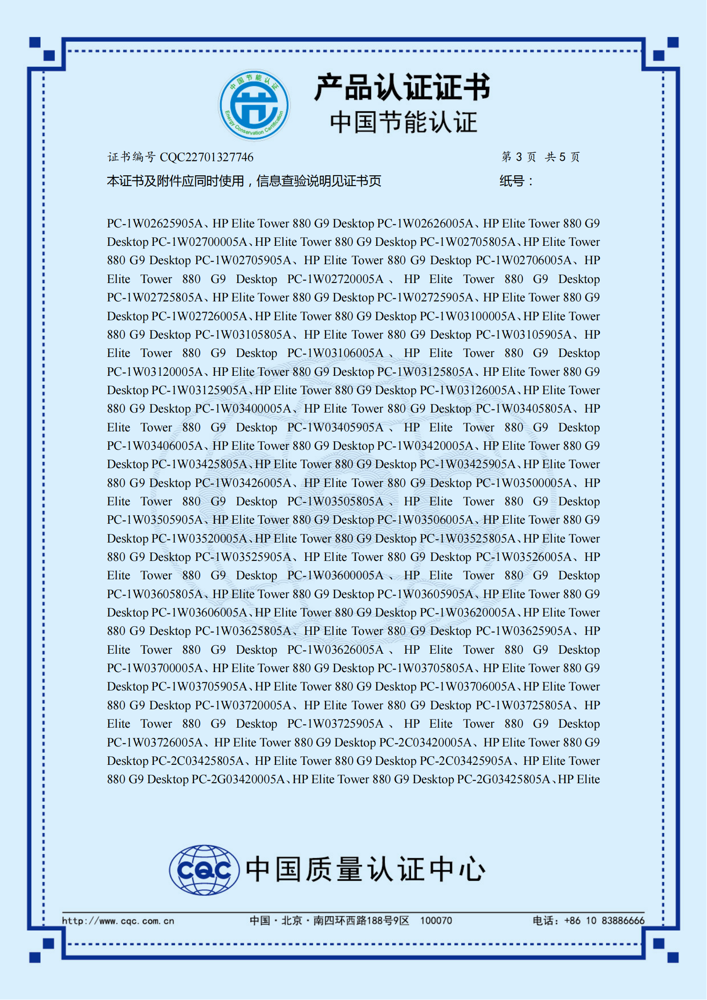 中国节能认证
Energy Conservation Certification
产品认证证书
中国节能认证
证书编号 CQC22701327746 第 3 页 共 5 页
本证书及附件应同时使用，信息查验说明见证书页 纸号：
PC-1W02625905A、HP Elite Tower 880 G9 Desktop PC-1W02626005A、HP Elite Tower 880 G9
Desktop PC-1W02700005A、HP Elite Tower 880 G9 Desktop PC-1W02705805A、HP Elite Tower
880 G9 Desktop PC-1W02705905A、HP Elite Tower 880 G9 Desktop PC-1W02706005A、HP
Elite Tower 880 G9 Desktop PC-1W02720005A、HP Elite Tower 880 G9 Desktop
PC-1W02725805A、HP Elite Tower 880 G9 Desktop PC-1W02725905A、HP Elite Tower 880 G9
Desktop PC-1W02726005A、HP Elite Tower 880 G9 Desktop PC-1W03100005A、HP Elite Tower
880 G9 Desktop PC-1W03105805A、HP Elite Tower 880 G9 Desktop PC-1W03105905A、HP
Elite Tower 880 G9 Desktop PC-1W03106005A、HP Elite Tower 880 G9 Desktop
PC-1W03120005A、HP Elite Tower 880 G9 Desktop PC-1W03125805A、HP Elite Tower 880 G9
Desktop PC-1W03125905A、HP Elite Tower 880 G9 Desktop PC-1W03126005A、HP Elite Tower
880 G9 Desktop PC-1W03400005A、HP Elite Tower 880 G9 Desktop PC-1W03405805A、HP
Elite Tower 880 G9 Desktop PC-1W03405905A、HP Elite Tower 880 G9 Desktop
PC-1W03406005A、HP Elite Tower 880 G9 Desktop PC-1W03420005A、HP Elite Tower 880 G9
Desktop PC-1W03425805A、HP Elite Tower 880 G9 Desktop PC-1W03425905A、HP Elite Tower
880 G9 Desktop PC-1W03426005A、HP Elite Tower 880 G9 Desktop PC-1W03500005A、HP
Elite Tower 880 G9 Desktop PC-1W03505805A、HP Elite Tower 880 G9 Desktop
PC-1W03505905A、HP Elite Tower 880 G9 Desktop PC-1W03506005A、HP Elite Tower 880 G9
Desktop PC-1W03520005A、HP Elite Tower 880 G9 Desktop PC-1W03525805A、HP Elite Tower
880 G9 Desktop PC-1W03525905A、HP Elite Tower 880 G9 Desktop PC-1W03526005A、HP
Elite Tower 880 G9 Desktop PC-1W03600005A、HP Elite Tower 880 G9 Desktop
PC-1W03605805A、HP Elite Tower 880 G9 Desktop PC-1W03605905A、HP Elite Tower 880 G9
Desktop PC-1W03606005A、HP Elite Tower 880 G9 Desktop PC-1W03620005A、HP Elite Tower
880 G9 Desktop PC-1W03625805A、HP Elite Tower 880 G9 Desktop PC-1W03625905A、HP
Elite Tower 880 G9 Desktop PC-1W03626005A、HP Elite Tower 880 G9 Desktop
PC-1W03700005A、HP Elite Tower 880 G9 Desktop PC-1W03705805A、HP Elite Tower 880 G9
Desktop PC-1W03705905A、HP Elite Tower 880 G9 Desktop PC-1W03706005A、HP Elite Tower
880 G9 Desktop PC-1W03720005A、HP Elite Tower 880 G9 Desktop PC-1W03725805A、HP
Elite Tower 880 G9 Desktop PC-1W03725905A、HP Elite Tower 880 G9 Desktop
PC-1W03726005A、HP Elite Tower 880 G9 Desktop PC-2C03420005A、HP Elite Tower 880 G9
Desktop PC-2C03425805A、HP Elite Tower 880 G9 Desktop PC-2C03425905A、HP Elite Tower
880 G9 Desktop PC-2G03420005A、HP Elite Tower 880 G9 Desktop PC-2G03425805A、HP Elite
CQC
CQC 中国质量认证中心
http://www.cqc.com.cn 中国·北京·南四环西路188号9区 100070 电话：+86 10 83886666